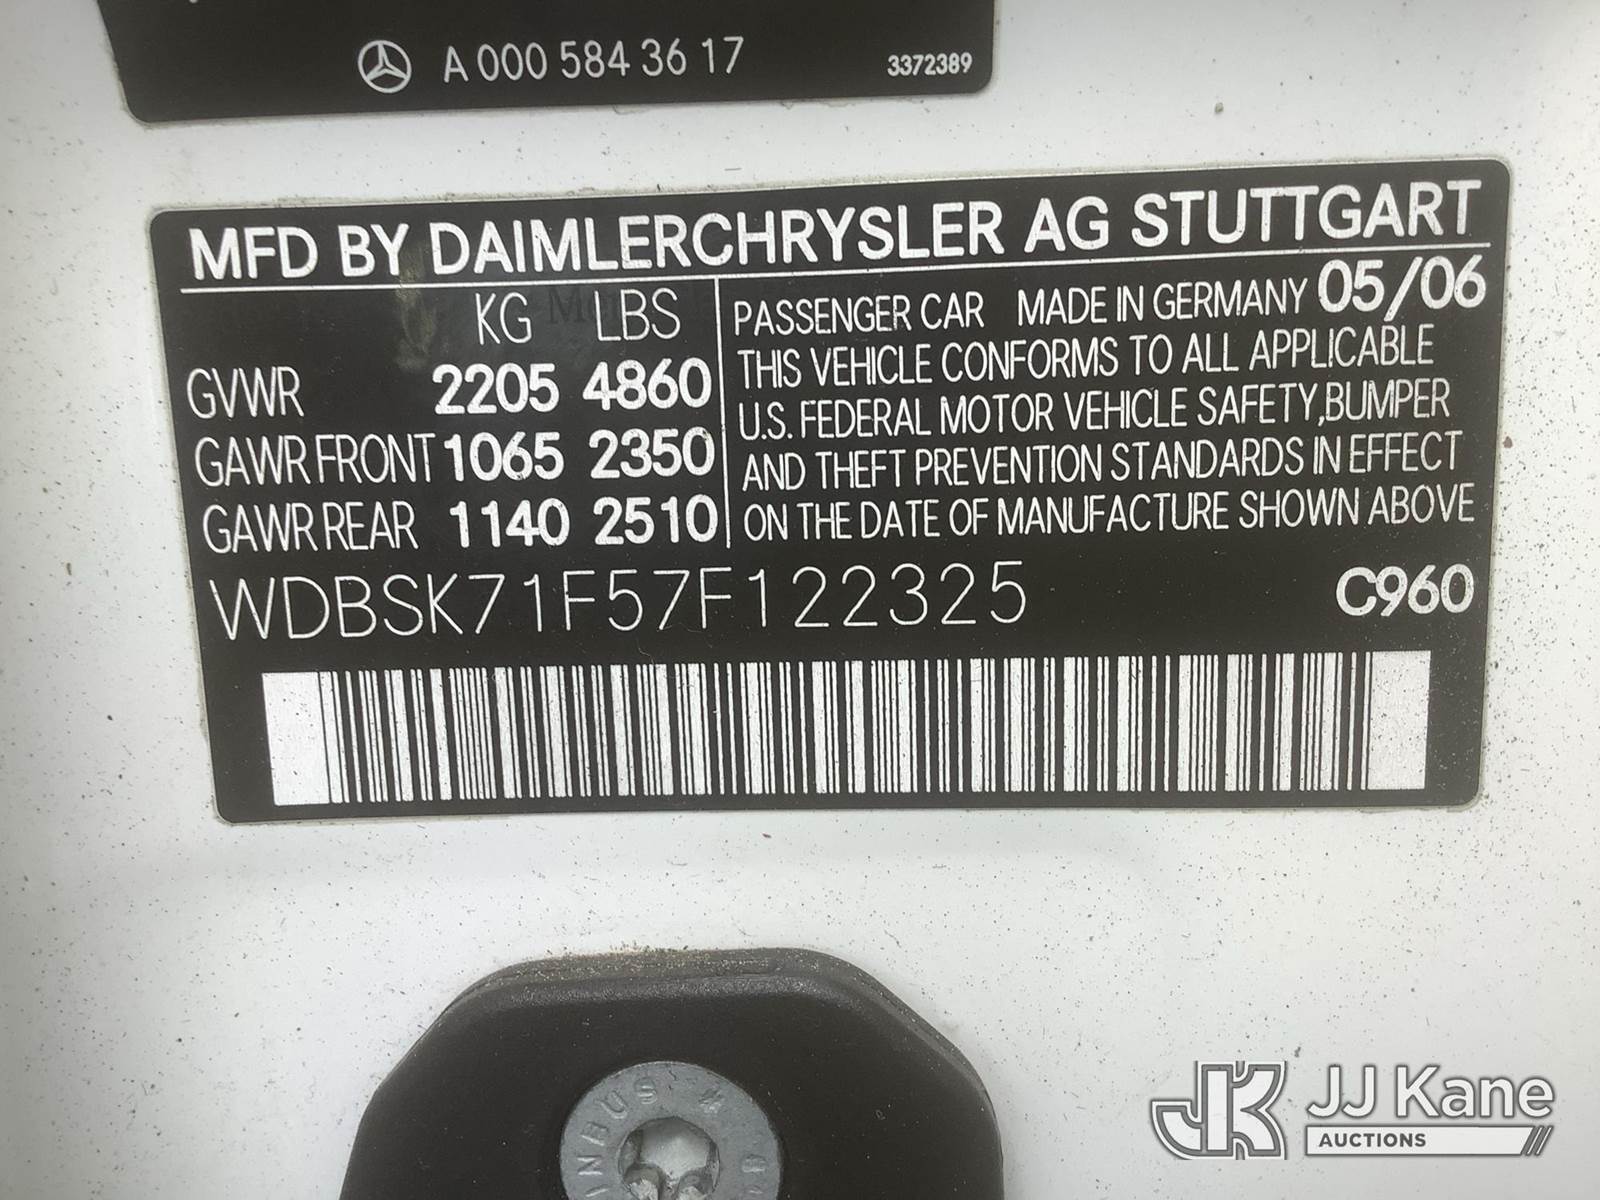 A 000 584 36 17 3372389
MFD BY DAIMLERCHRYSLER AG STUTTGART
KG LBS
GVWR 2205 4860
GAWR FRONT 1065 2350
GAWR REAR 1140 2510
PASSENGER CAR MADE IN GERMANY 05/06
THIS VEHICLE CONFORMS TO ALL APPLICABLE
U.S. FEDERAL MOTOR VEHICLE SAFETY,BUMPER
AND THEFT PREVENTION STANDARDS IN EFFECT
ON THE DATE OF MANUFACTURE SHOWN ABOVE
WDBSK71F57F122325 C960
INBUS
JK JJ Kane
AUCTIONS